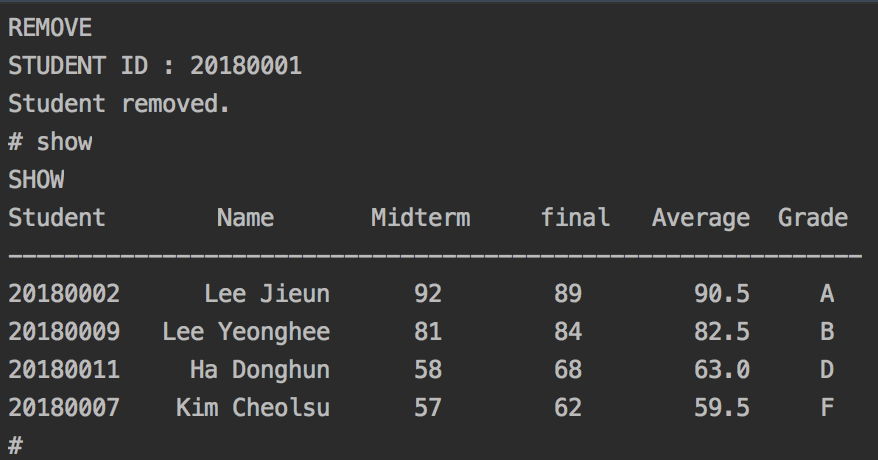 REMOVE
STUDENT ID : 20180001
Student removed.
# show
SHOW
Student        Name       Midterm     final   Average  Grade
-------------------------------------------------------------
20180002      Lee Jieun      92        89        90.5     A
20180009   Lee Yeonghee      81        84        82.5     B
20180011     Ha Donghun      58        68        63.0     D
20180007    Kim Cheolsu      57        62        59.5     F
#